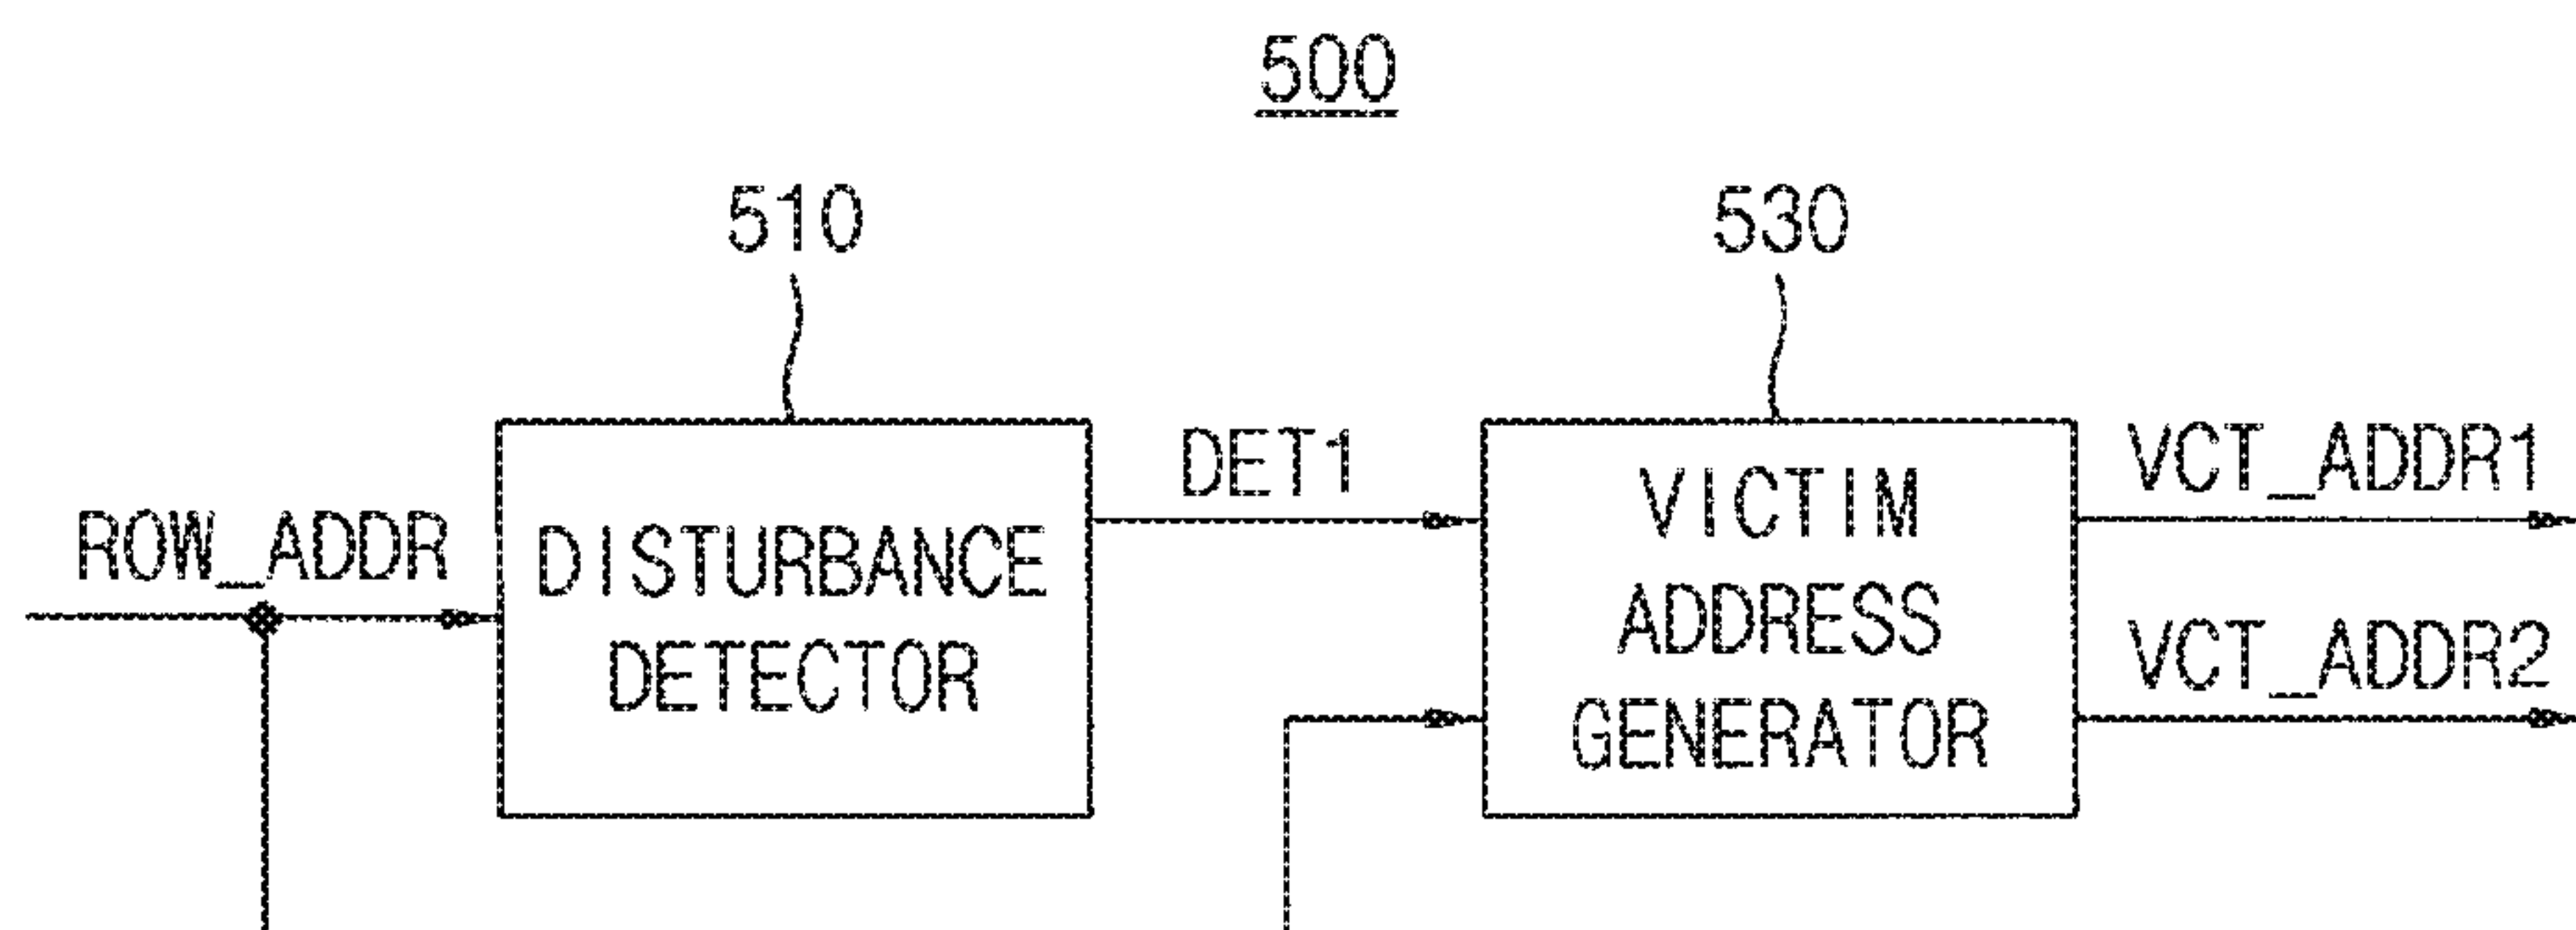 500
510
530
ROW_ADDR
DISTURBANCE
DETECTOR
DET1
VICTIM
ADDRESS
GENERATOR
VCT_ADDR1
VCT_ADDR2